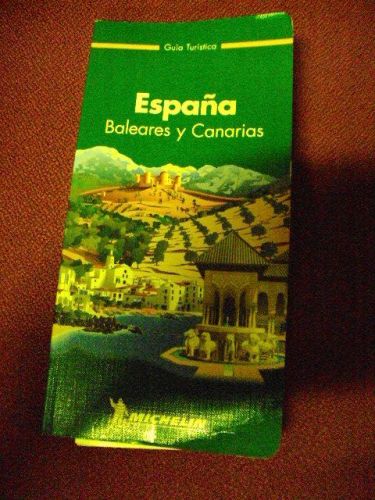 Guía Turística
España
Baleares y Canarias
MICHELIN